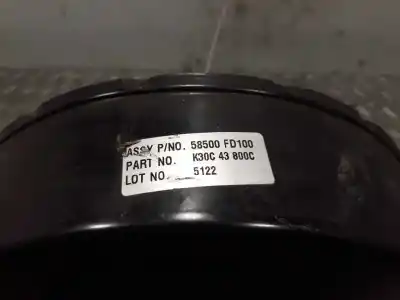 ASSY P/NO. 58500 FD100
PART NO. K30C 43 800C
LOT NO. 5122